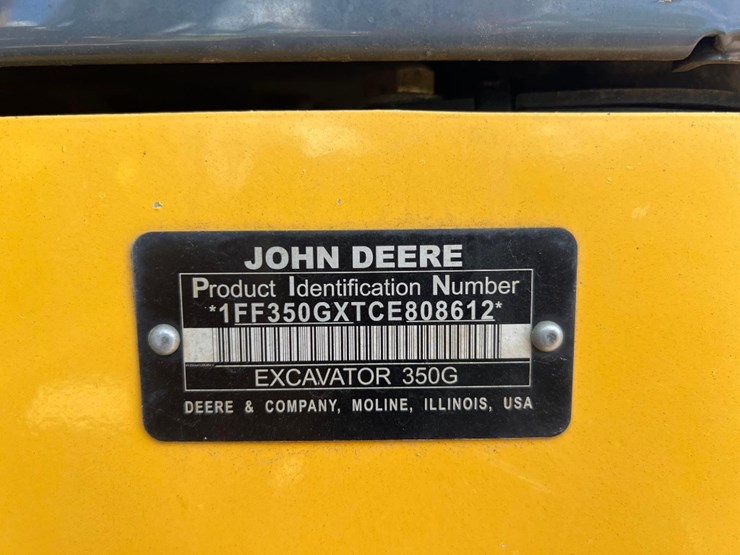 JOHN DEERE
Product Identification Number
*1FF350GXTCE808612*
EXCAVATOR 350G
DEERE & COMPANY, MOLINE, ILLINOIS, USA